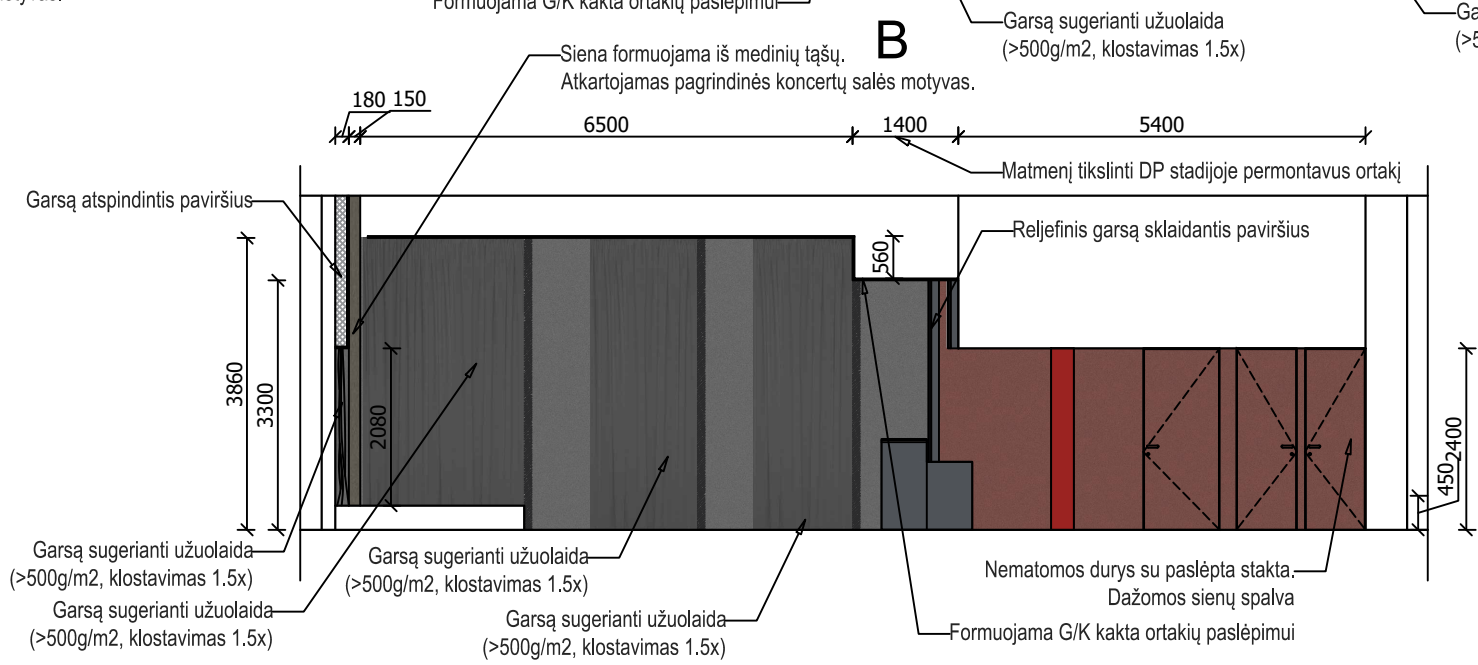 Formuojama G/K kakta ortakių paslėpimui
Garsą sugerianti užuolaida
(>500g/m2, klostavimas 1.5x)
B
Siena formuojama iš medinių tąšų.
Atkartojamas pagrindinės koncertų salės motyvas.
180 150
6500
1400
5400
Matmenį tikslinti DP stadijoje permontavus ortakį
Garsą atspindintis paviršius
Reljefinis garsą sklaidantis paviršius
560
3860
3300
2080
450
2400
Garsą sugerianti užuolaida
(>500g/m2, klostavimas 1.5x)
Garsą sugerianti užuolaida
(>500g/m2, klostavimas 1.5x)
Garsą sugerianti užuolaida
(>500g/m2, klostavimas 1.5x)
Garsą sugerianti užuolaida
(>500g/m2, klostavimas 1.5x)
Nematomos durys su paslėpta stakta.
Dažomos sienų spalva
Formuojama G/K kakta ortakių paslėpimui